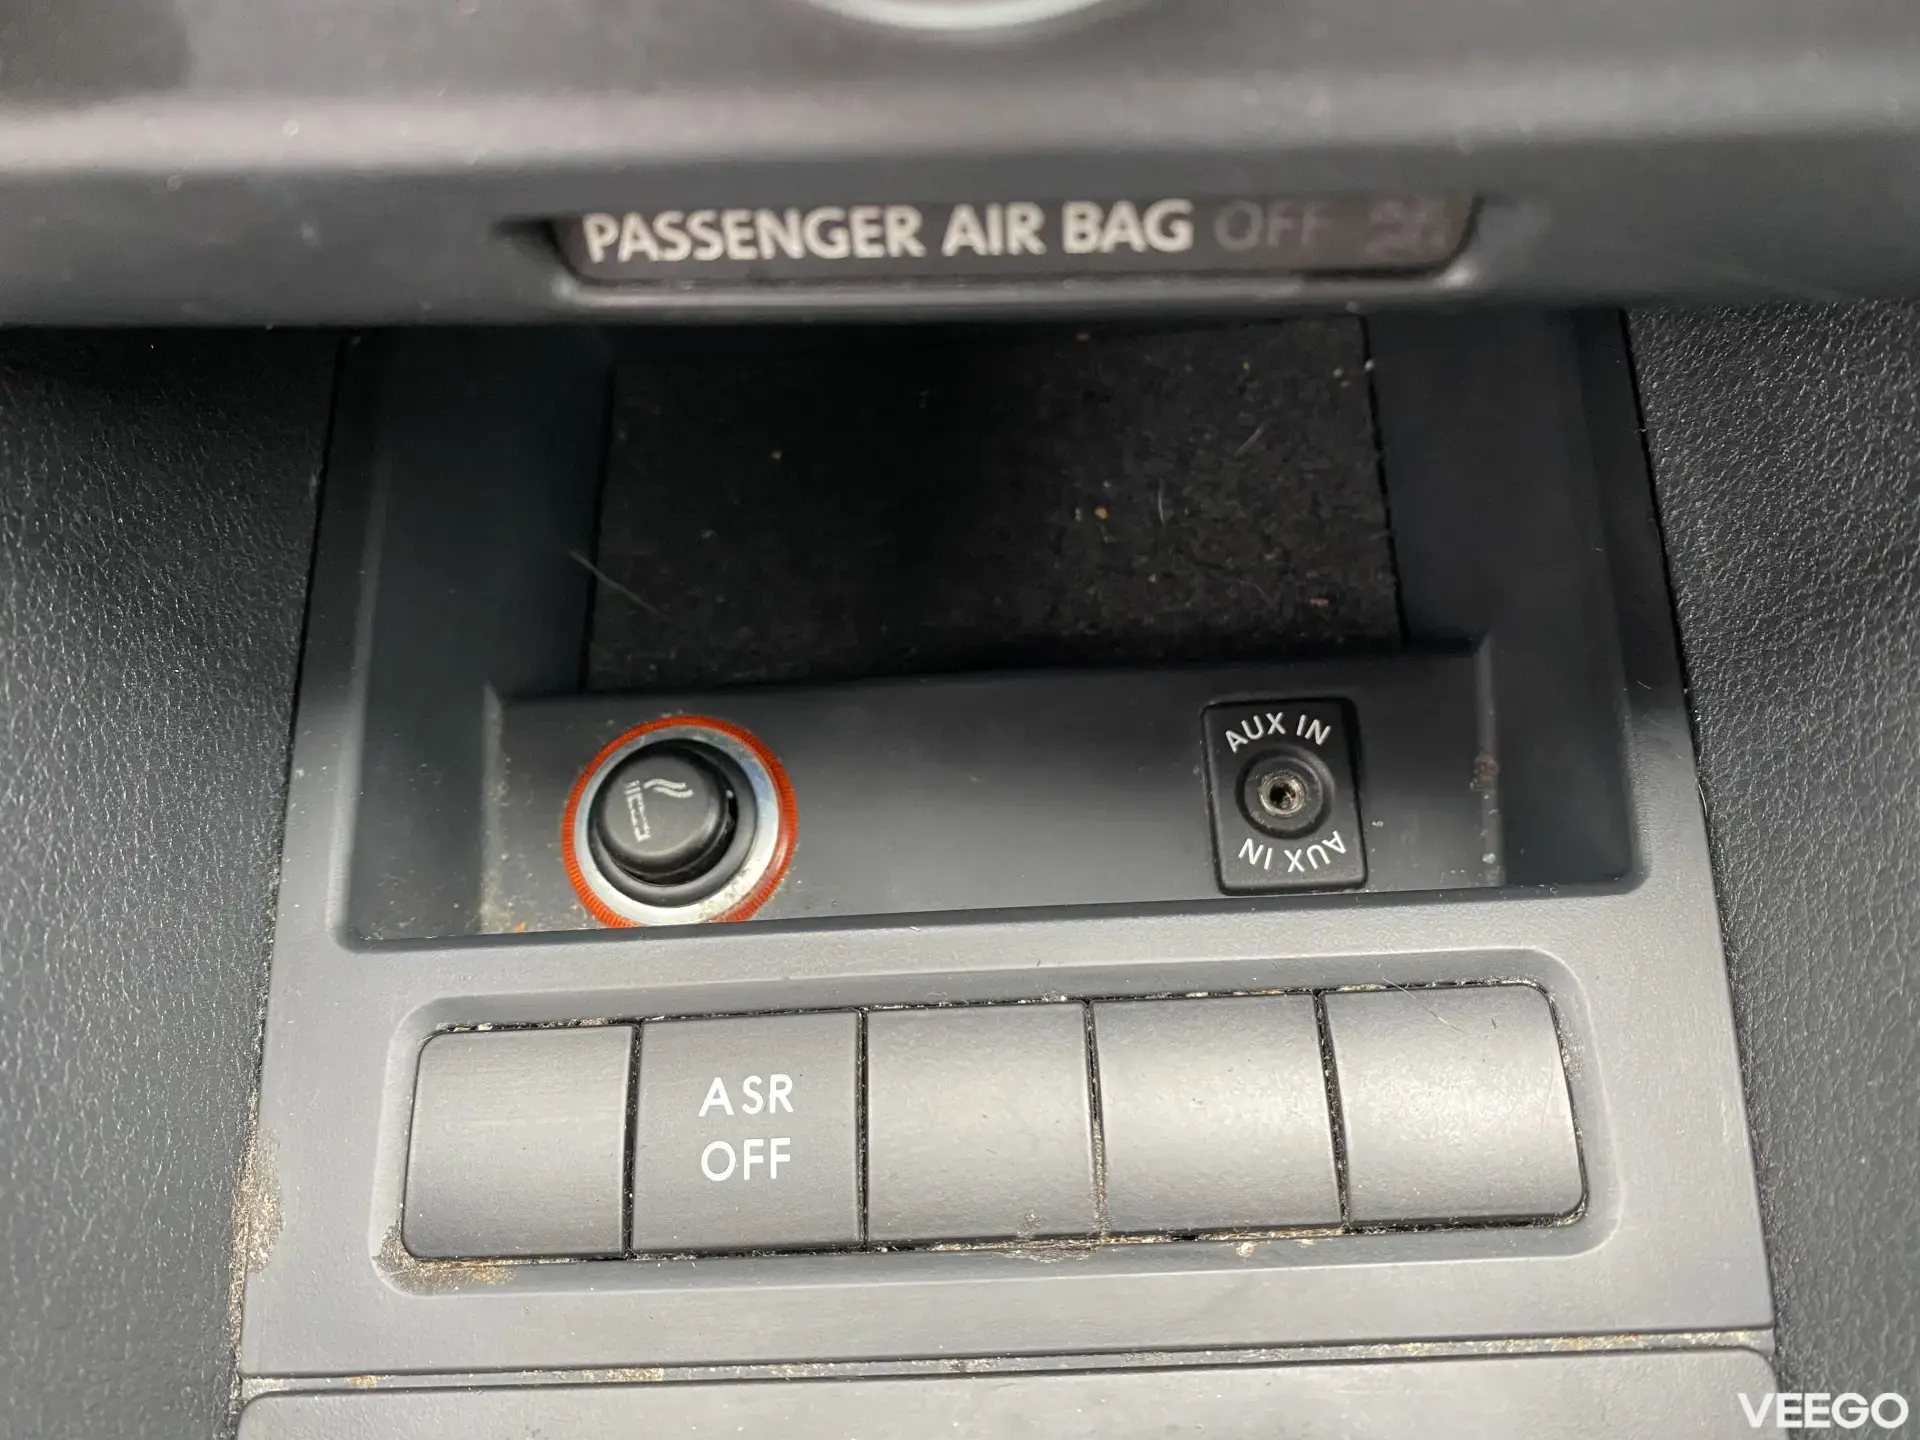 PASSENGER AIR BAG OFF
AUX IN
AUX IN
ASR
OFF
VEEGO